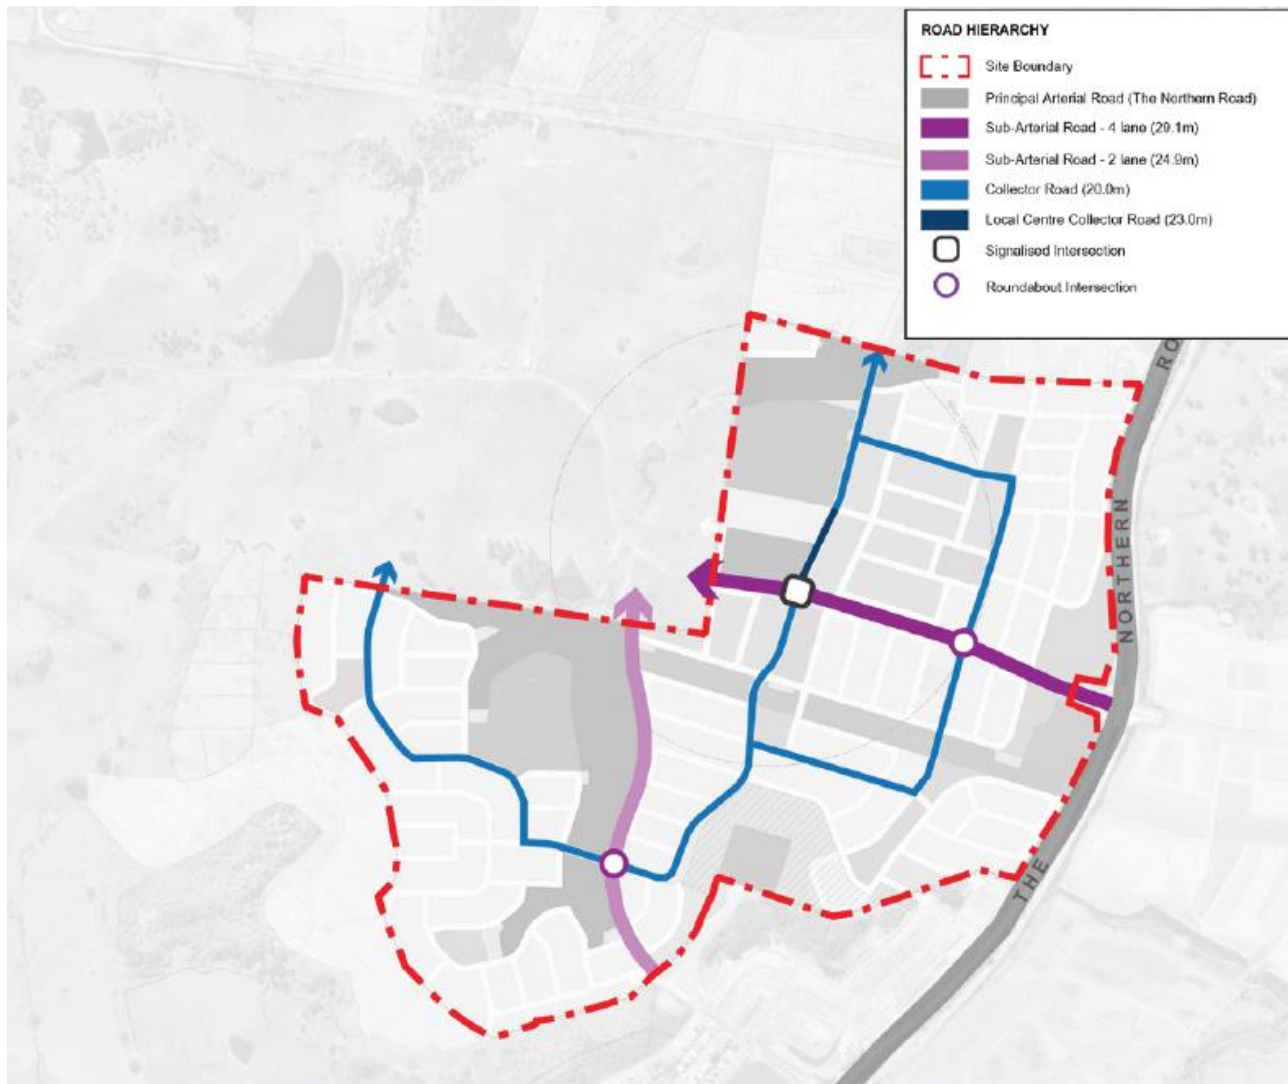 ROAD HIERARCHY
Site Boundary
Principal Arterial Road (The Northern Road)
Sub-Arterial Road - 4 lane (29.1m)
Sub-Arterial Road - 2 lane (24.9m)
Collector Road (20.0m)
Local Centre Collector Road (23.0m)
Signalised Intersection
Roundabout Intersection
RO
NORTHERN
THE